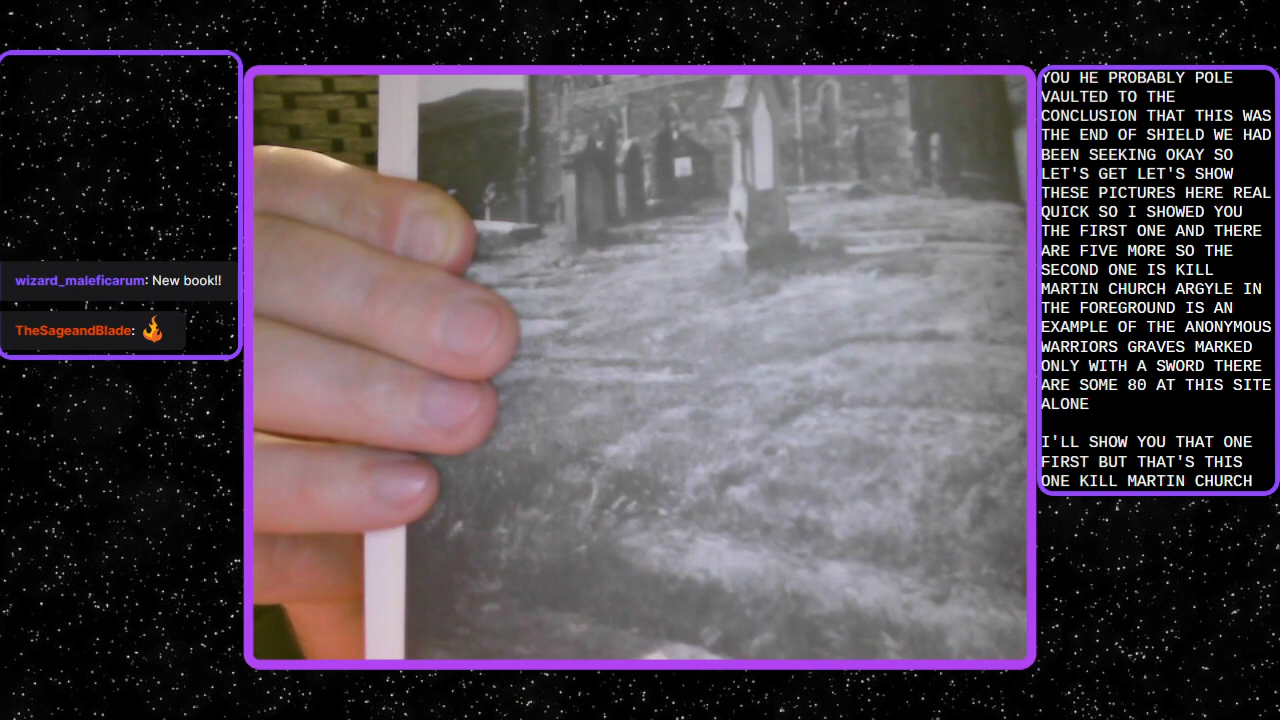 wizard_maleficarum: New book!!
TheSageandBlade:
YOU HE PROBABLY POLE
VAULTED TO THE
CONCLUSION THAT THIS WAS
THE END OF SHIELD WE HAD
BEEN SEEKING OKAY SO
LET'S GET LET'S SHOW
THESE PICTURES HERE REAL
QUICK SO I SHOWED YOU
THE FIRST ONE AND THERE
ARE FIVE MORE SO THE
SECOND ONE IS KILL
MARTIN CHURCH ARGYLE IN
THE FOREGROUND IS AN
EXAMPLE OF THE ANONYMOUS
WARRIORS GRAVES MARKED
ONLY WITH A SWORD THERE
ARE SOME 80 AT THIS SITE
ALONE
I'LL SHOW YOU THAT ONE
FIRST BUT THAT'S THIS
ONE KILL MARTIN CHURCH